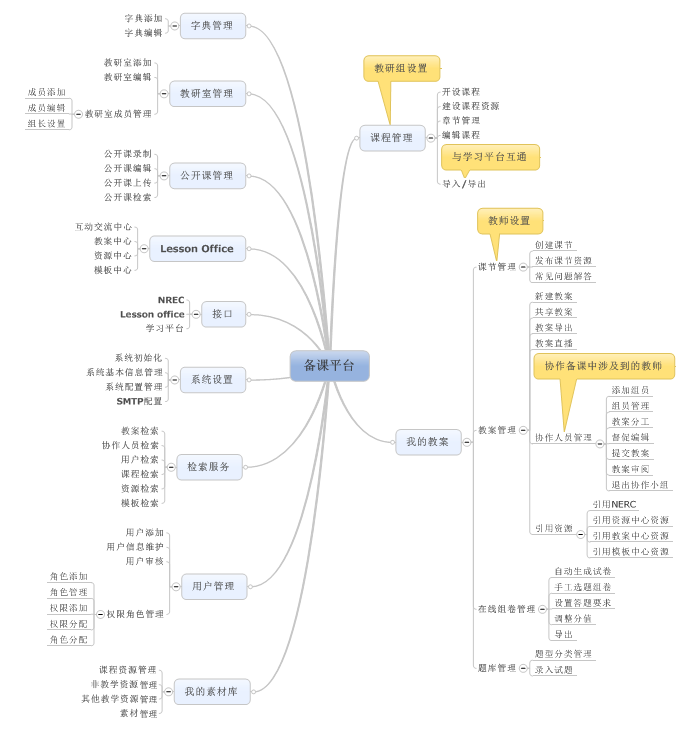 备课平台
字典管理
字典添加
字典编辑
教研室管理
教研室添加
教研室编辑
教研室成员管理
成员添加
成员编辑
组长设置
公开课管理
公开课录制
公开课编辑
公开课上传
公开课检索
Lesson Office
互动交流中心
教案中心
资源中心
模板中心
接口
NREC
Lesson office
学习平台
系统设置
系统初始化
系统基本信息管理
系统配置管理
SMTP配置
检索服务
教案检索
协作人员检索
用户检索
课程检索
资源检索
模板检索
用户管理
用户添加
用户信息维护
用户审核
权限角色管理
角色添加
角色管理
权限添加
权限分配
角色分配
我的素材库
课程资源管理
非教学资源管理
其他教学资源管理
素材管理
教研组设置
课程管理
开设课程
建设课程资源
章节管理
编辑课程
与学习平台互通
导入/导出
我的教案
教师设置
课节管理
创建课节
发布课节资源
常见问题解答
教案管理
新建教案
共享教案
教案导出
教案直播
协作备课中涉及到的教师
协作人员管理
添加组员
组员管理
教案分工
督促编辑
提交教案
教案审阅
退出协作小组
引用资源
引用NERC
引用资源中心资源
引用教案中心资源
引用模板中心资源
在线组卷管理
自动生成试卷
手工选题组卷
设置答题要求
调整分值
导出
题库管理
题型分类管理
录入试题